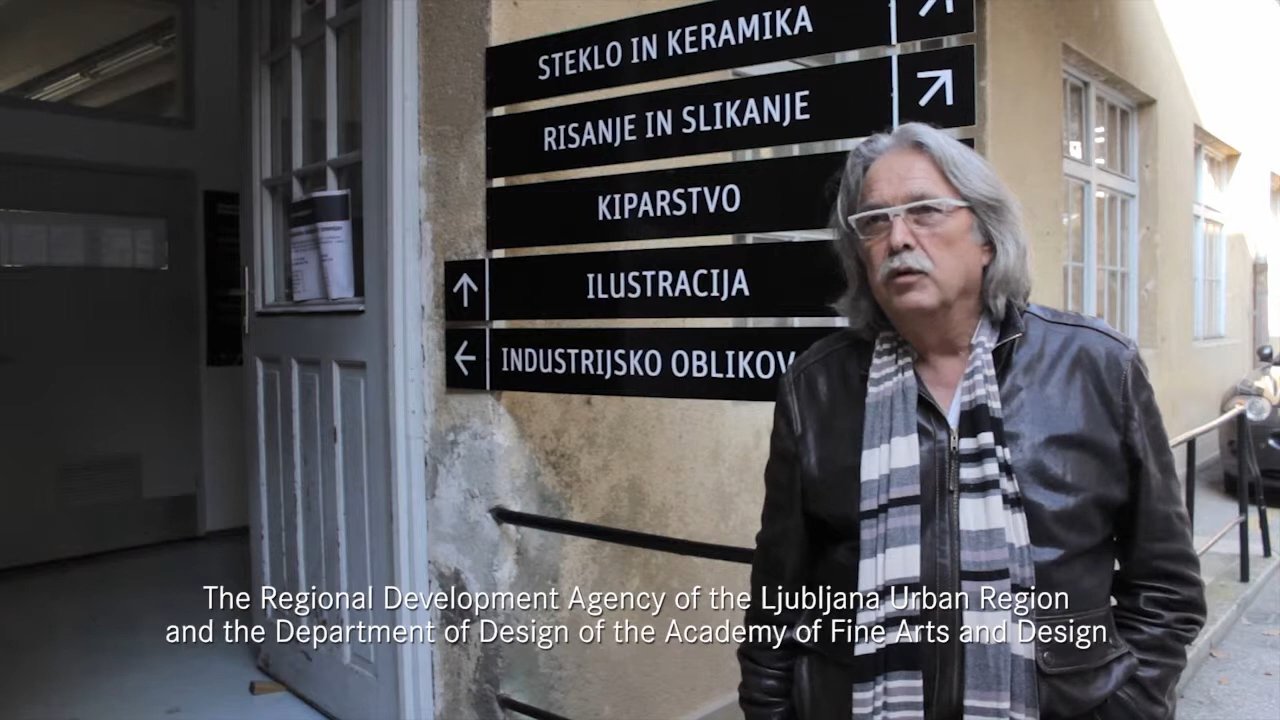 STEKLO IN KERAMIKA
RISANJE IN SLIKANJE
KIPARSTVO
ILUSTRACIJA
INDUSTRIJSKO OBLIKOV
The Regional Development Agency of the Ljubljana Urban Region
and the Department of Design of the Academy of Fine Arts and Design